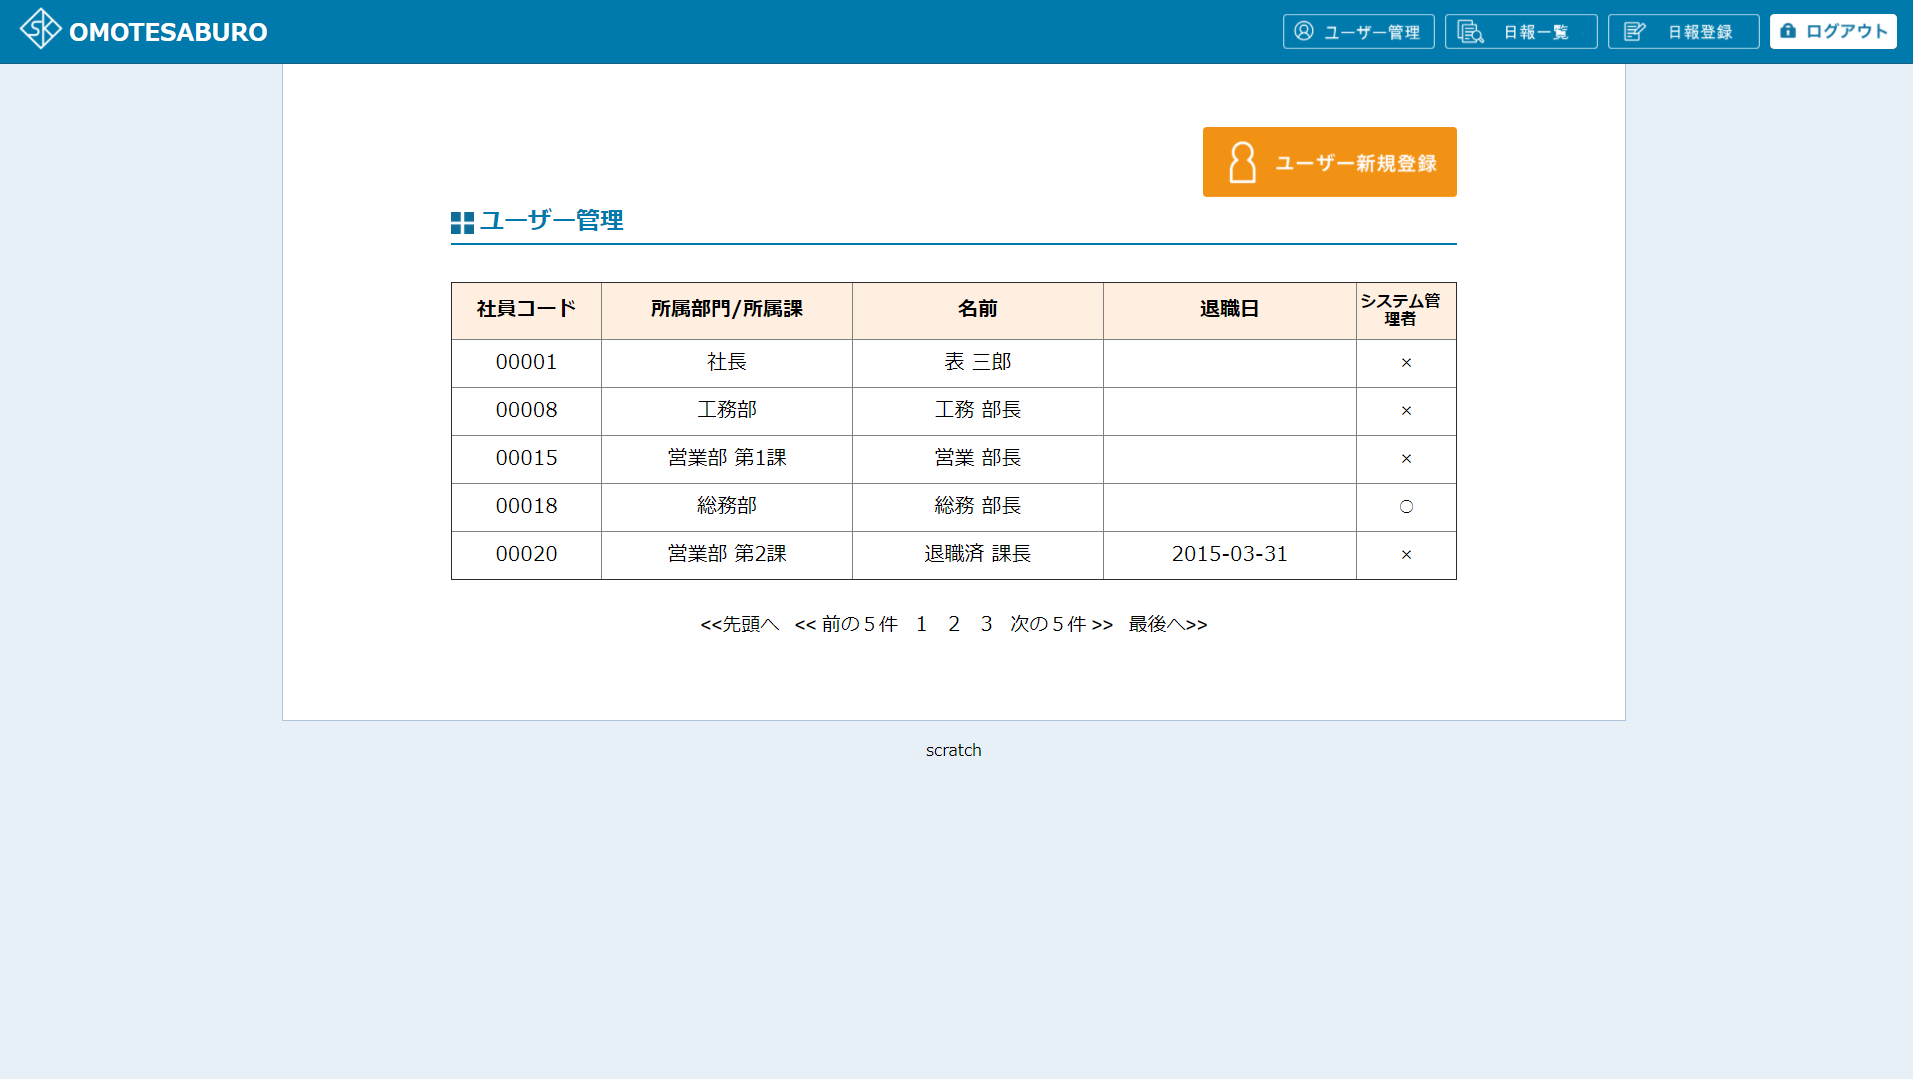 OMOTESABURO
ユーザー管理 日報一覧 日報登録 ログアウト
ユーザー新規登録
ユーザー管理
社員コード 所属部門/所属課 名前 退職日 システム管理者
00001 社長 表 三郎 ×
00008 工務部 工務 部長 ×
00015 営業部 第1課 営業 部長 ×
00018 総務部 総務 部長 ○
00020 営業部 第2課 退職済 課長 2015-03-31 ×
<<先頭へ << 前の５件 1 2 3 次の５件 >> 最後へ>>
scratch